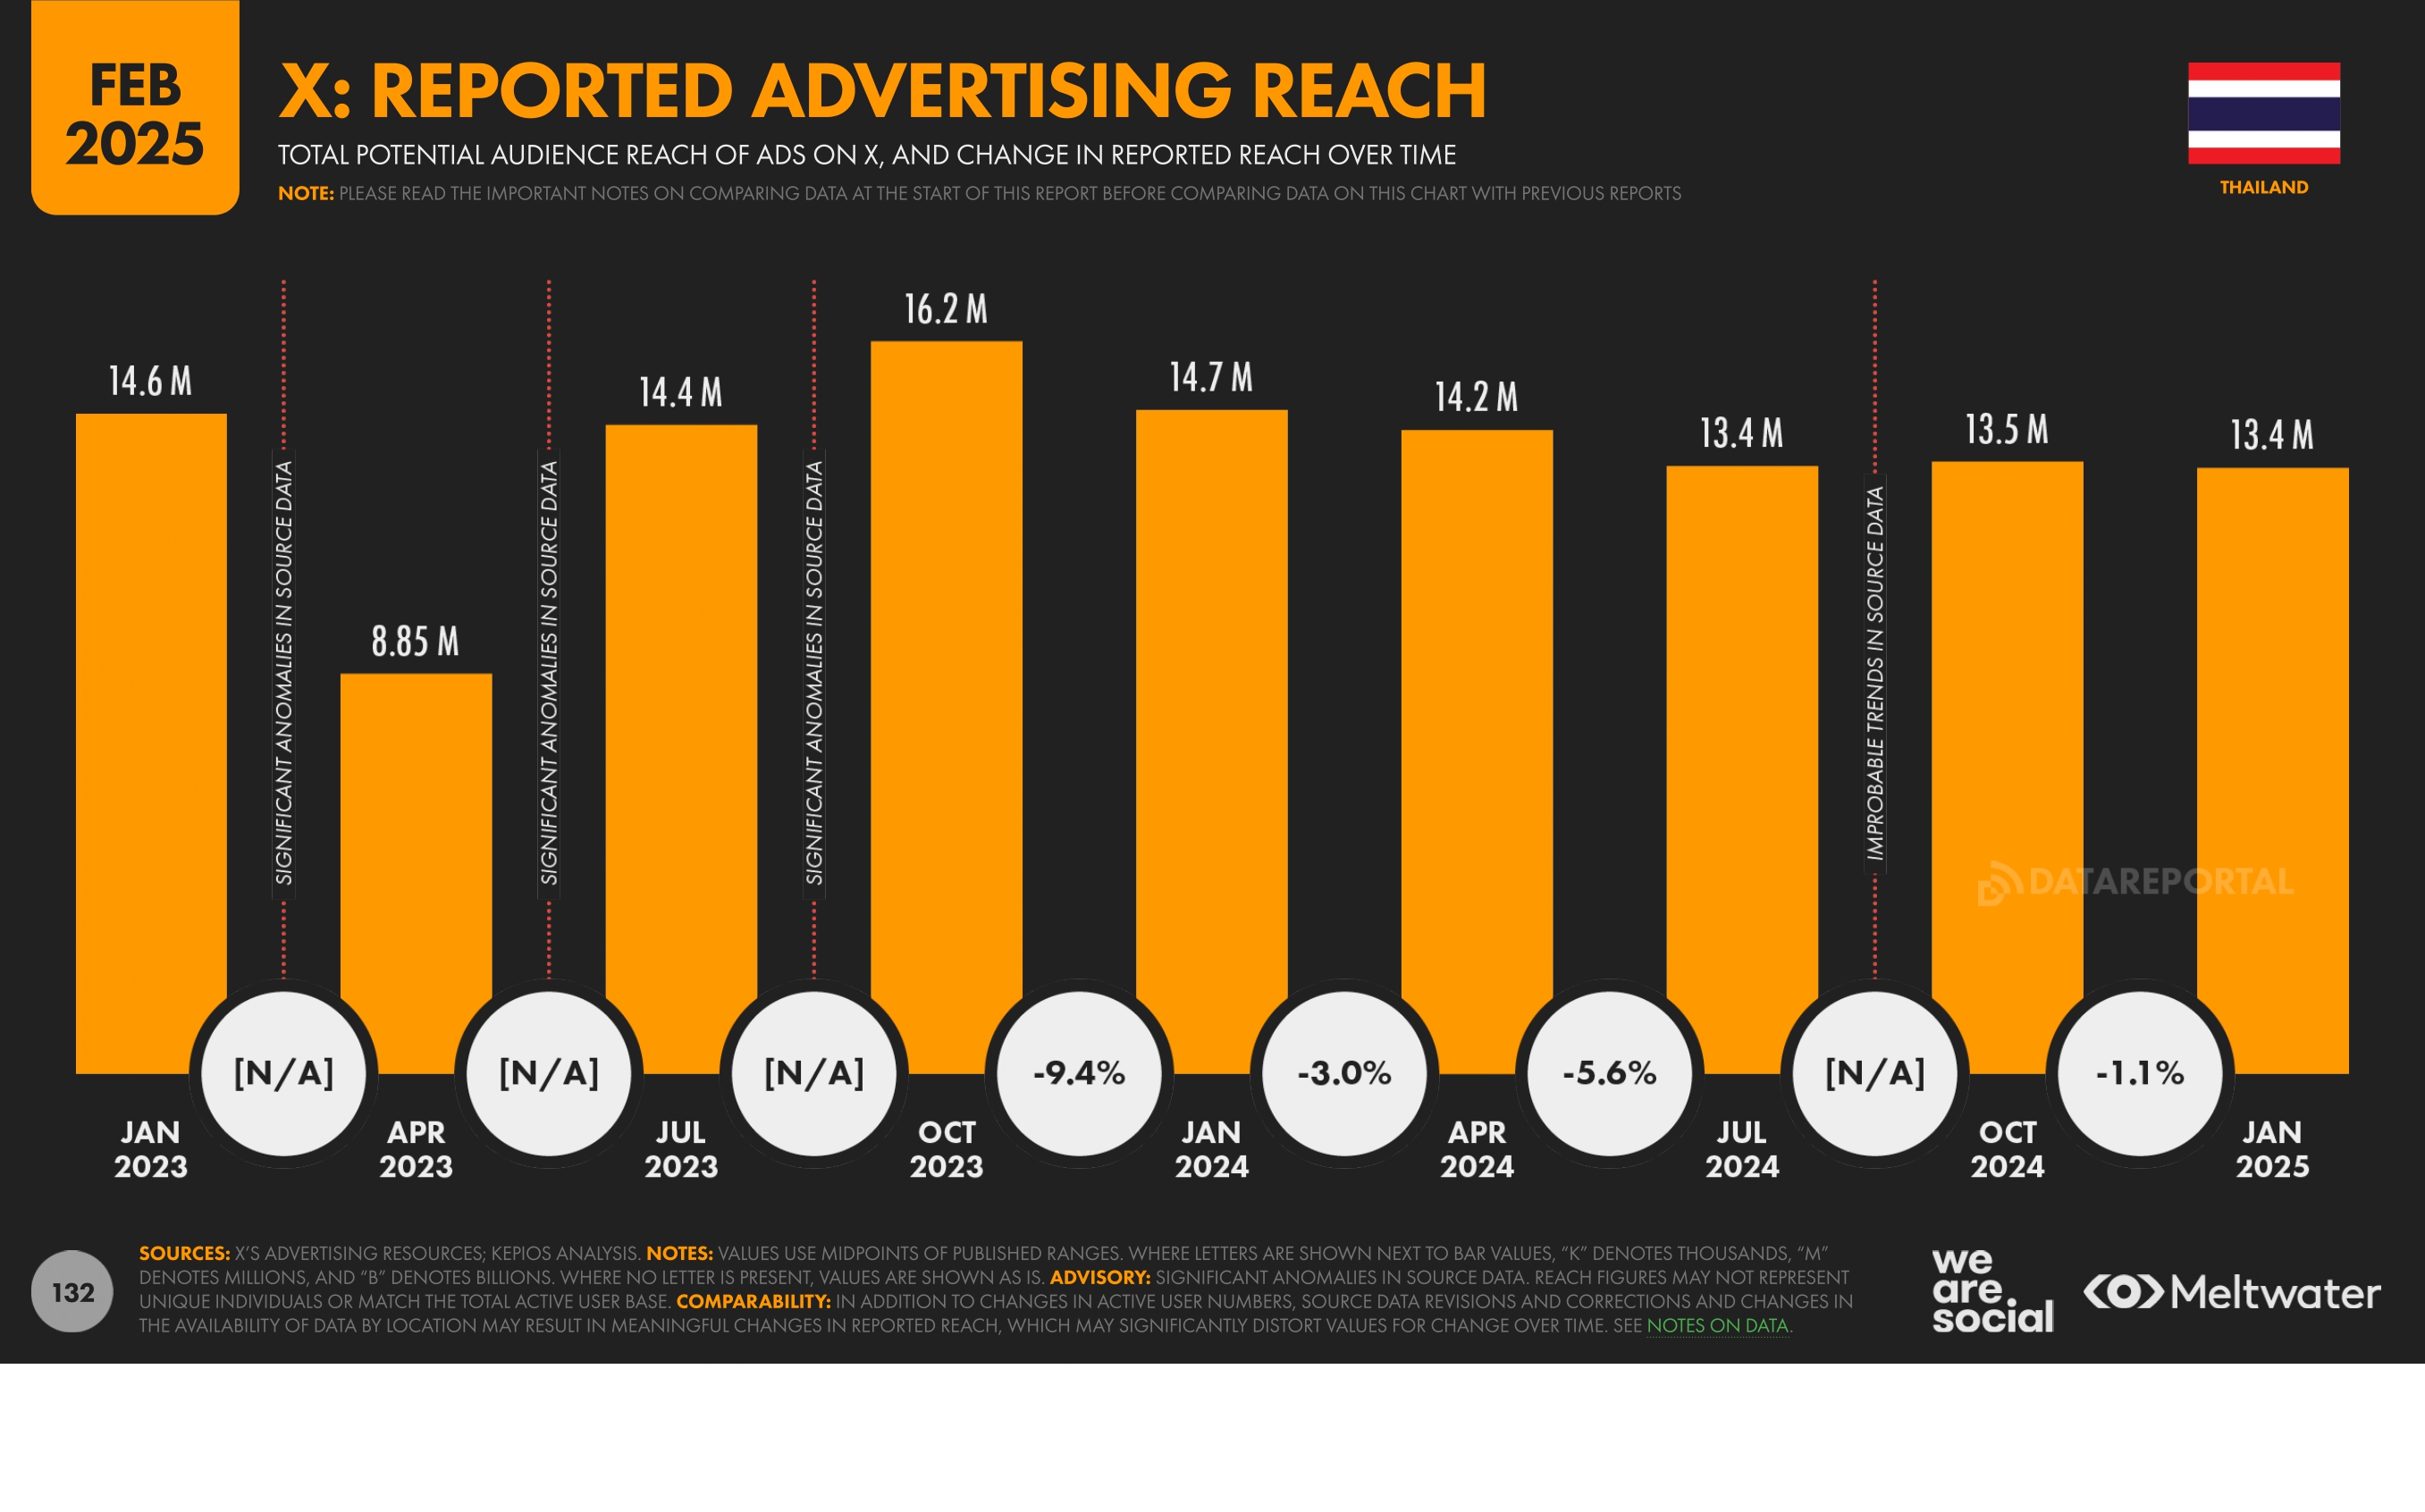 FEB
2025
X: REPORTED ADVERTISING REACH
TOTAL POTENTIAL AUDIENCE REACH OF ADS ON X, AND CHANGE IN REPORTED REACH OVER TIME
NOTE: PLEASE READ THE IMPORTANT NOTES ON COMPARING DATA AT THE START OF THIS REPORT BEFORE COMPARING DATA ON THIS CHART WITH PREVIOUS REPORTS
THAILAND
14.6 M
8.85 M
14.4 M
16.2 M
14.7 M
14.2 M
13.4 M
13.5 M
13.4 M
SIGNIFICANT ANOMALIES IN SOURCE DATA
SIGNIFICANT ANOMALIES IN SOURCE DATA
SIGNIFICANT ANOMALIES IN SOURCE DATA
IMPROBABLE TRENDS IN SOURCE DATA
DATAREPORTAL
[N/A]
[N/A]
[N/A]
-9.4%
-3.0%
-5.6%
[N/A]
-1.1%
JAN
2023
APR
2023
JUL
2023
OCT
2023
JAN
2024
APR
2024
JUL
2024
OCT
2024
JAN
2025
132
SOURCES: X'S ADVERTISING RESOURCES; KEPIOS ANALYSIS. NOTES: VALUES USE MIDPOINTS OF PUBLISHED RANGES. WHERE LETTERS ARE SHOWN NEXT TO BAR VALUES, “K” DENOTES THOUSANDS, “M”
DENOTES MILLIONS, AND “B” DENOTES BILLIONS. WHERE NO LETTER IS PRESENT, VALUES ARE SHOWN AS IS. ADVISORY: SIGNIFICANT ANOMALIES IN SOURCE DATA. REACH FIGURES MAY NOT REPRESENT
UNIQUE INDIVIDUALS OR MATCH THE TOTAL ACTIVE USER BASE. COMPARABILITY: IN ADDITION TO CHANGES IN ACTIVE USER NUMBERS, SOURCE DATA REVISIONS AND CORRECTIONS AND CHANGES IN
THE AVAILABILITY OF DATA BY LOCATION MAY RESULT IN MEANINGFUL CHANGES IN REPORTED REACH, WHICH MAY SIGNIFICANTLY DISTORT VALUES FOR CHANGE OVER TIME. SEE NOTES ON DATA.
we
are
social
Meltwater